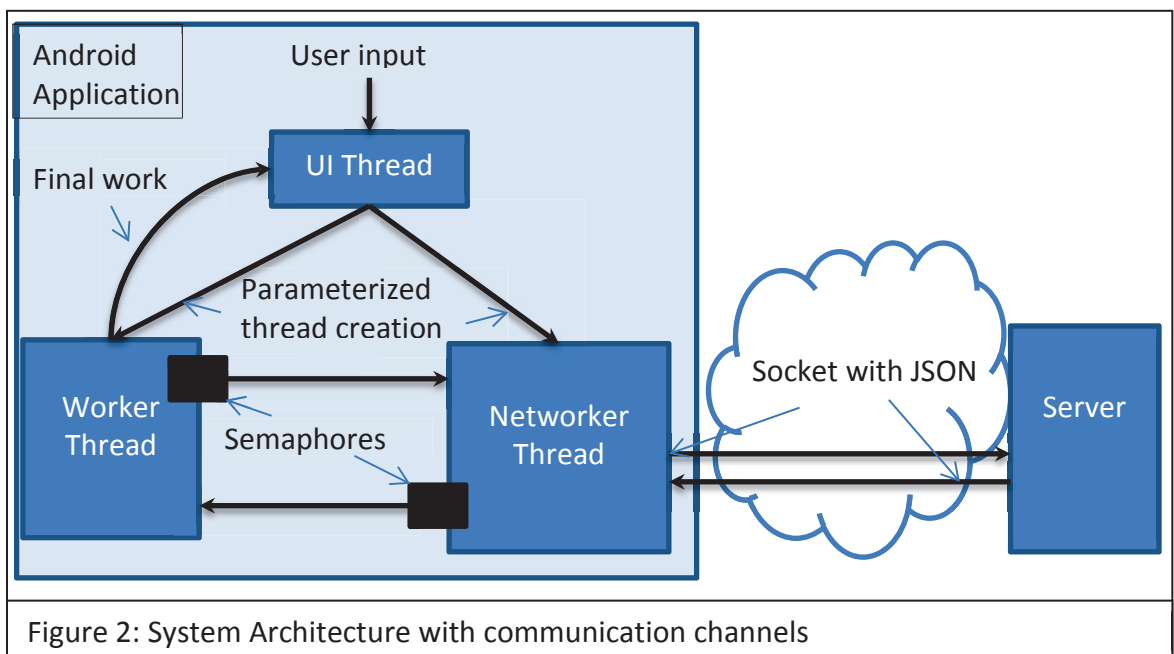 Android
Application
User input
UI Thread
Final work
Parameterized
thread creation
Worker
Thread
Semaphores
Networker
Thread
Socket with JSON
Server
Figure 2: System Architecture with communication channels